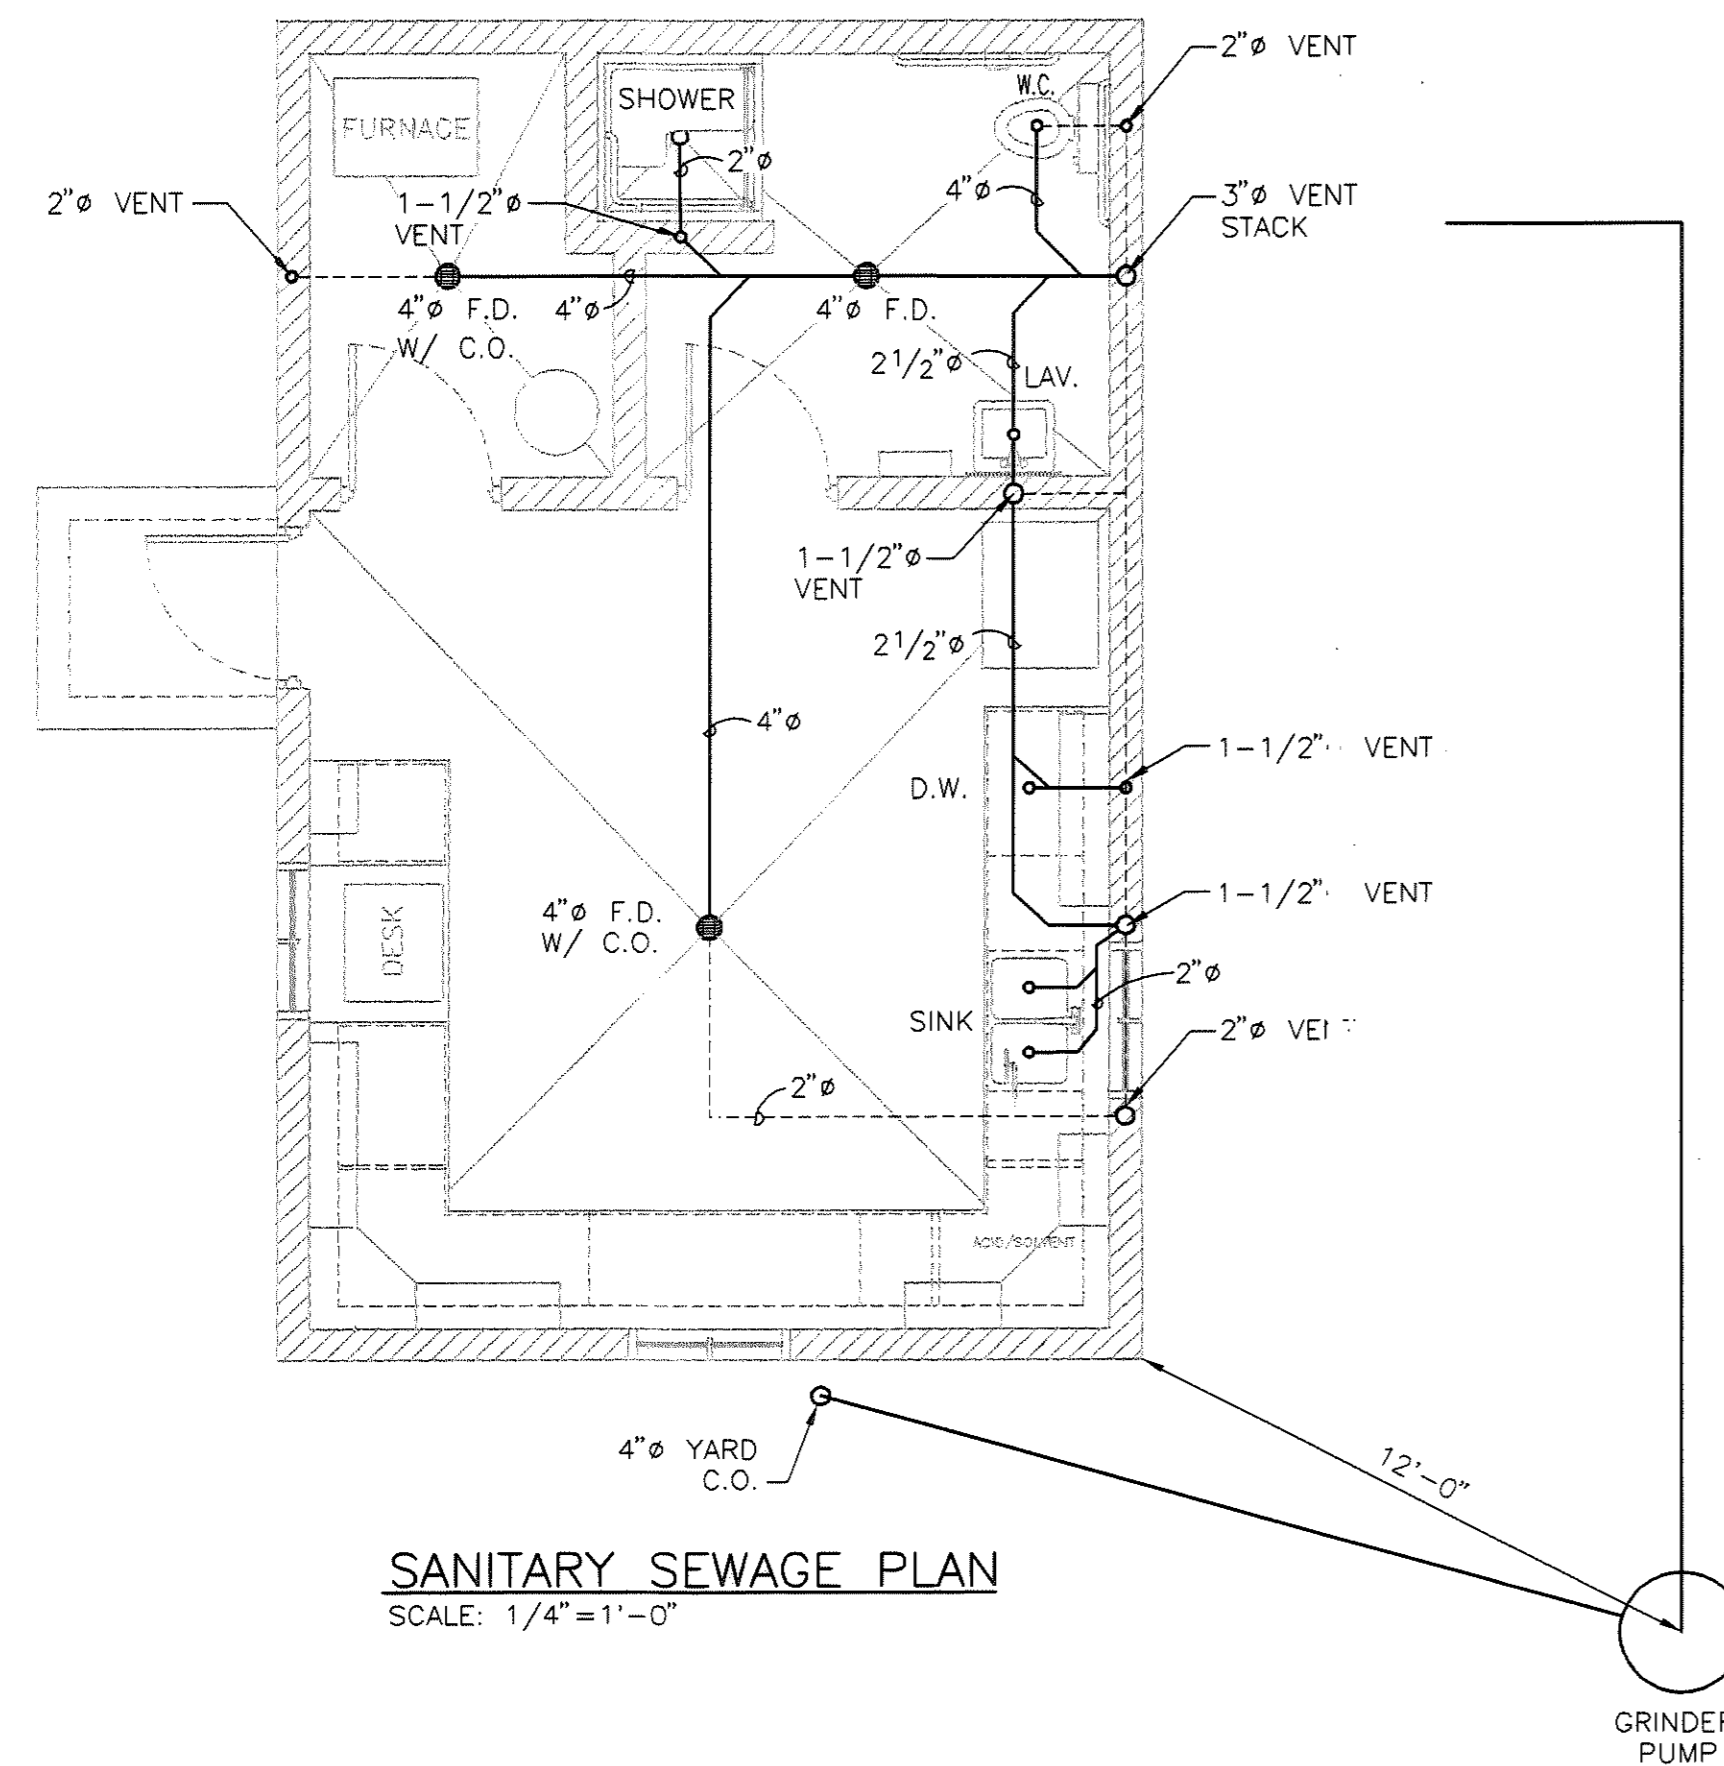 2"ø VENT
W.C.
SHOWER
FURNACE
2"ø
4"ø
3"ø VENT
STACK
2"ø VENT
1-1/2"ø
VENT
4"ø F.D.
W/ C.O.
4"ø
4"ø F.D.
2 1/2"ø
LAV.
1-1/2"ø
VENT
2 1/2"ø
4"ø
1-1/2" VENT
D.W.
1-1/2" VENT
4"ø F.D.
W/ C.O.
DESK
2"ø
SINK
2"ø
2"ø
ACID/SOLVENT
4"ø YARD
C.O.
12'-0"
SANITARY SEWAGE PLAN
SCALE: 1/4"=1'-0"
PUMP